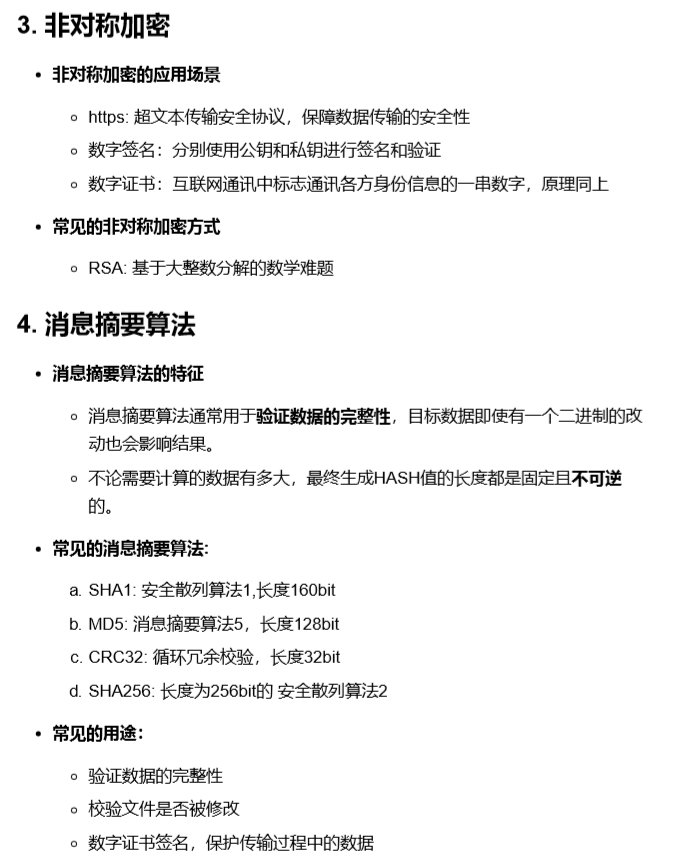 3. 非对称加密
• 非对称加密的应用场景
◦ https: 超文本传输安全协议，保障数据传输的安全性
◦ 数字签名：分别使用公钥和私钥进行签名和验证
◦ 数字证书：互联网通讯中标志通讯各方身份信息的一串数字，原理同上
• 常见的非对称加密方式
◦ RSA: 基于大整数分解的数学难题
4. 消息摘要算法
• 消息摘要算法的特征
◦ 消息摘要算法通常用于验证数据的完整性，目标数据即使有一个二进制的改
动也会影响结果。
◦ 不论需要计算的数据有多大，最终生成HASH值的长度都是固定且不可逆
的。
• 常见的消息摘要算法:
a. SHA1: 安全散列算法1,长度160bit
b. MD5: 消息摘要算法5，长度128bit
c. CRC32: 循环冗余校验，长度32bit
d. SHA256: 长度为256bit的 安全散列算法2
• 常见的用途：
◦ 验证数据的完整性
◦ 校验文件是否被修改
◦ 数字证书签名，保护传输过程中的数据